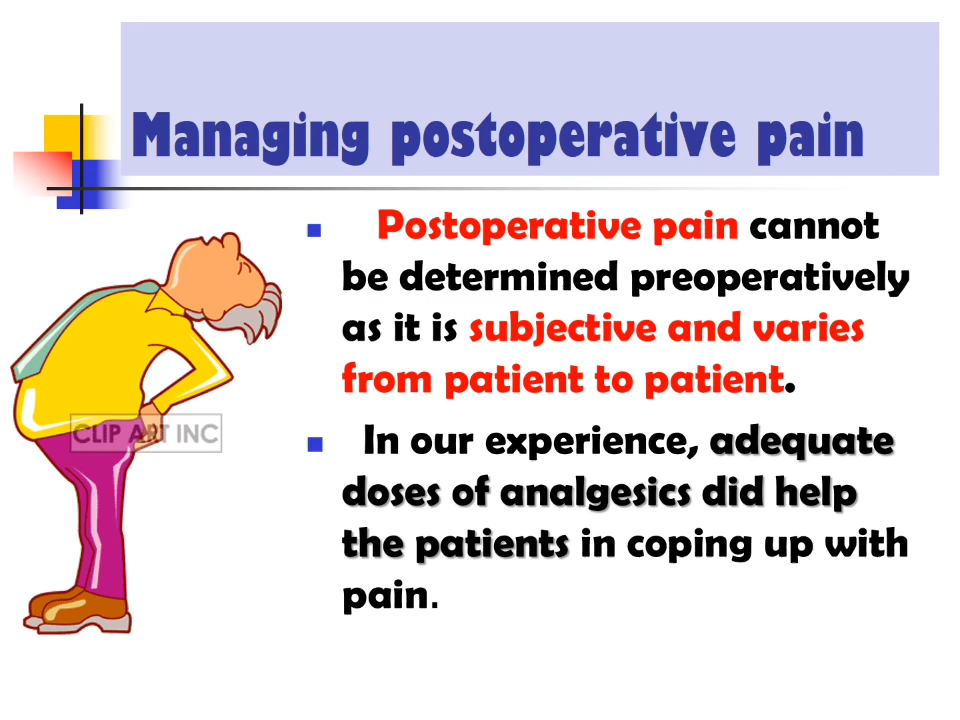 Managing postoperative pain
Postoperative pain cannot
be determined preoperatively
as it is subjective and varies
from patient to patient.
In our experience, adequate
doses of analgesics did help
the patients in coping up with
pain.
CLIP ART INC